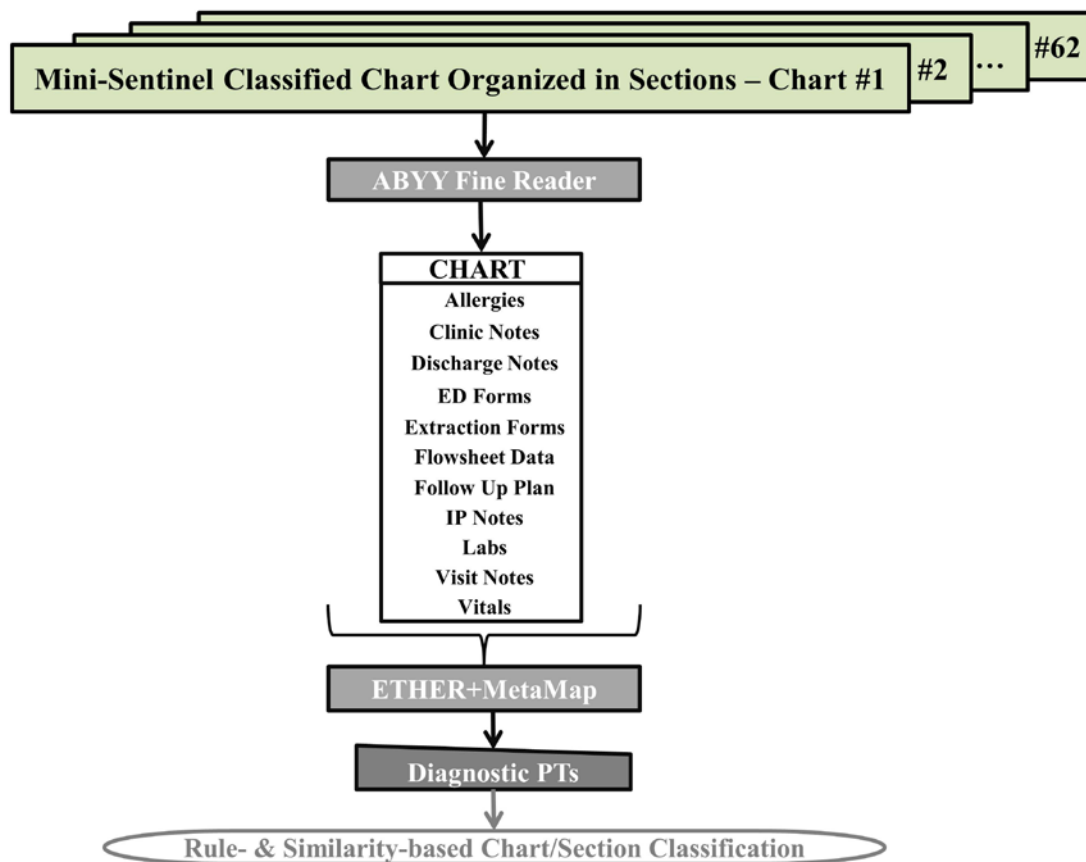 #62
…
#2
Mini-Sentinel Classified Chart Organized in Sections – Chart #1
ABYY Fine Reader
CHART
Allergies
Clinic Notes
Discharge Notes
ED Forms
Extraction Forms
Flowsheet Data
Follow Up Plan
IP Notes
Labs
Visit Notes
Vitals
ETHER+MetaMap
Diagnostic PTs
Rule- & Similarity-based Chart/Section Classification